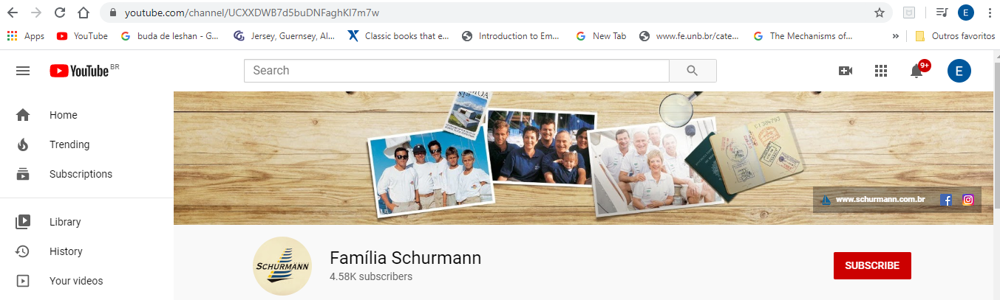 youtube.com/channel/UCXXDWB7d5buDNFaghKI7m7w
E
Apps YouTube buda de leshan - G... Jersey, Guernsey, Al... Classic books that e... Introduction to Em... New Tab www.fe.unb.br/cate... The Mechanisms of... » Outros favoritos
YouTube BR
Search
9+
E
Home
Trending
Subscriptions
Library
History
Your videos
www.schurmann.com.br
SCHURMANN
Família Schurmann
4.58K subscribers
SUBSCRIBE